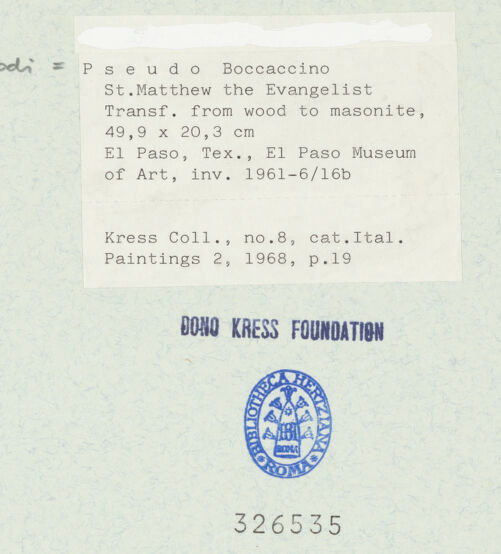 odi = P s e u d o Boccaccino
St.Matthew the Evangelist
Transf. from wood to masonite,
49,9 x 20,3 cm
El Paso, Tex., El Paso Museum
of Art, inv. 1961-6/16b
Kress Coll., no.8, cat.Ital.
Paintings 2, 1968, p.19
DONO KRESS FOUNDATION
BIBLIOTHECA HERTZIANA
ROMA
ROMA
326535